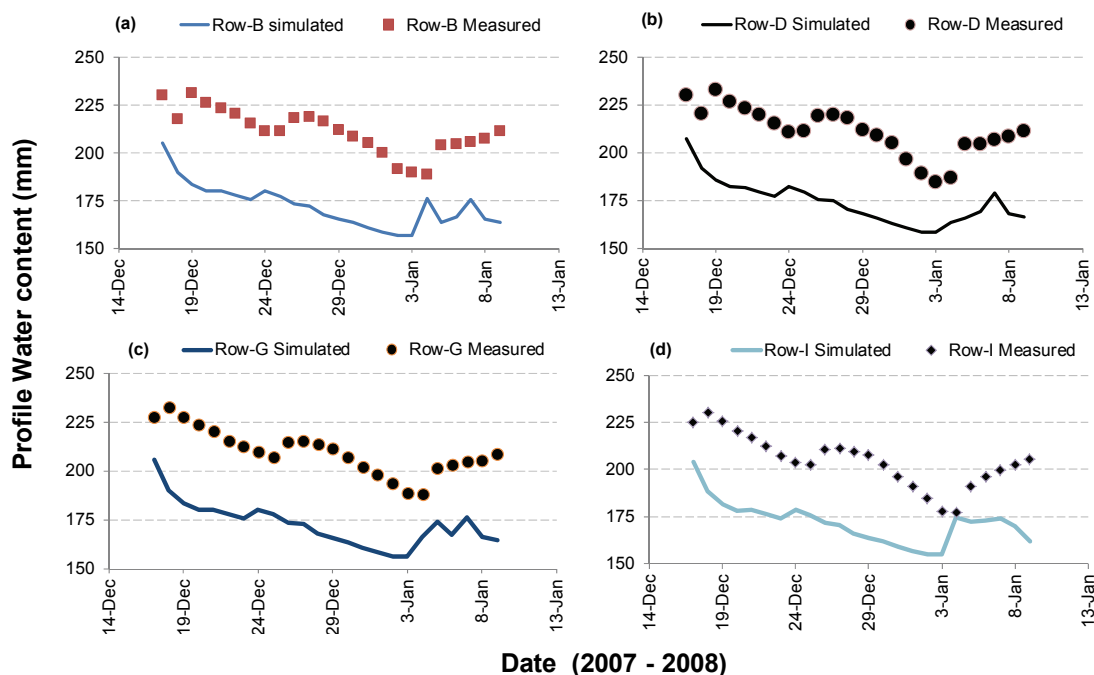 (a) Row-B simulated Row-B Measured
250
225
200
175
150
14-Dec
19-Dec
24-Dec
29-Dec
3-Jan
8-Jan
13-Jan
(b) Row-D Simulated Row-D Measured
250
225
200
175
150
14-Dec
19-Dec
24-Dec
29-Dec
3-Jan
8-Jan
13-Jan
(c) Row-G Simulated Row-G Measured
250
225
200
175
150
14-Dec
19-Dec
24-Dec
29-Dec
3-Jan
8-Jan
13-Jan
(d) Row-I Simulated Row-I Measured
250
225
200
175
150
14-Dec
19-Dec
24-Dec
29-Dec
3-Jan
8-Jan
13-Jan
Profile Water content (mm)
Date (2007 - 2008)